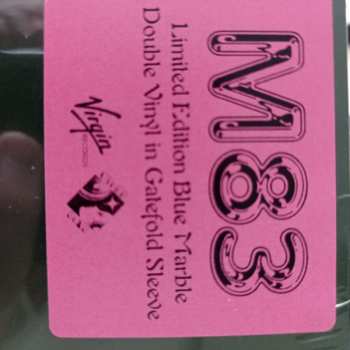 M83
Limited Edition Blue Marble
Double Vinyl in Gatefold Sleeve
Virgin